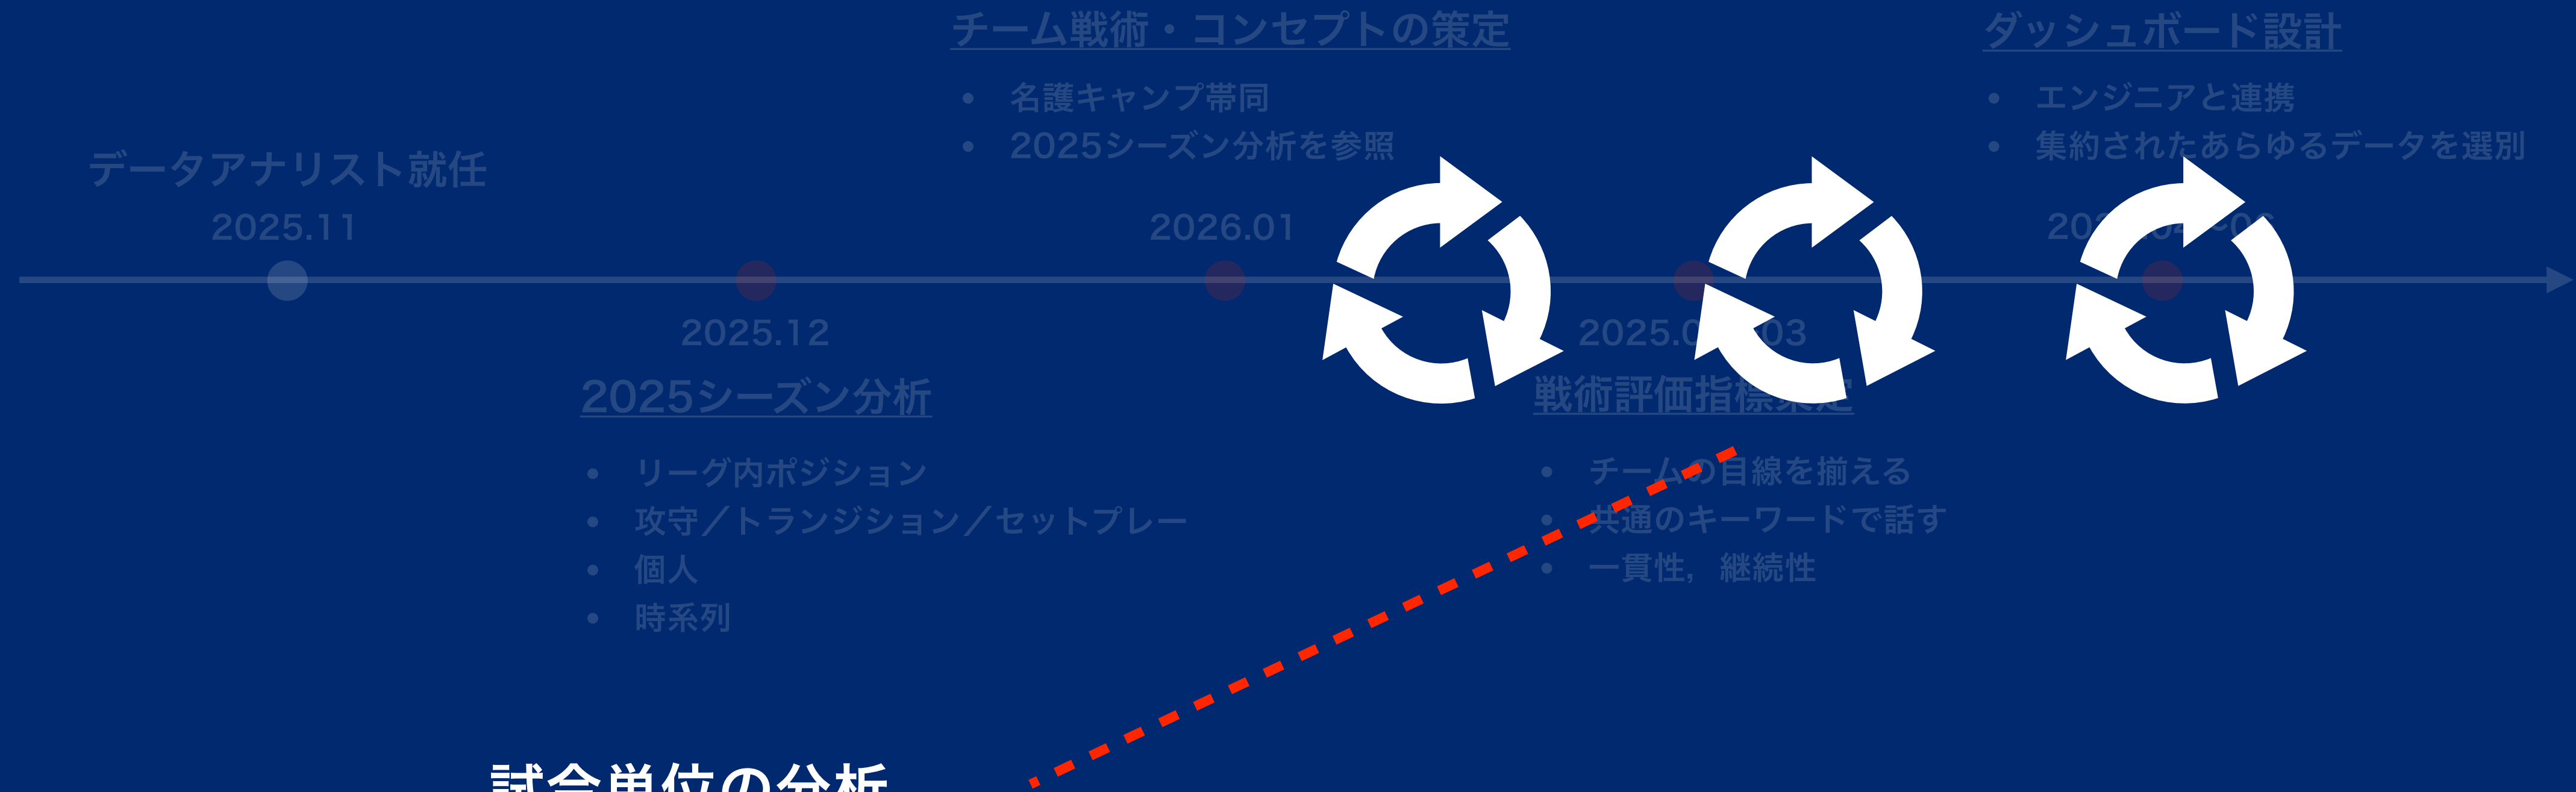 チーム戦術・コンセプトの策定
• 名護キャンプ帯同
• 2025シーズン分析を参照
ダッシュボード設計
• エンジニアと連携
• 集約されたあらゆるデータを選別
データアナリスト就任
2025.11
2026.01
2025.12
2025シーズン分析
• リーグ内ポジション
• 攻守／トランジション／セットプレー
• 個人
• 時系列
戦術評価指標策定
• チームの目線を揃える
• 共通のキーワードで話す
• 一貫性，継続性
試合単位の分析